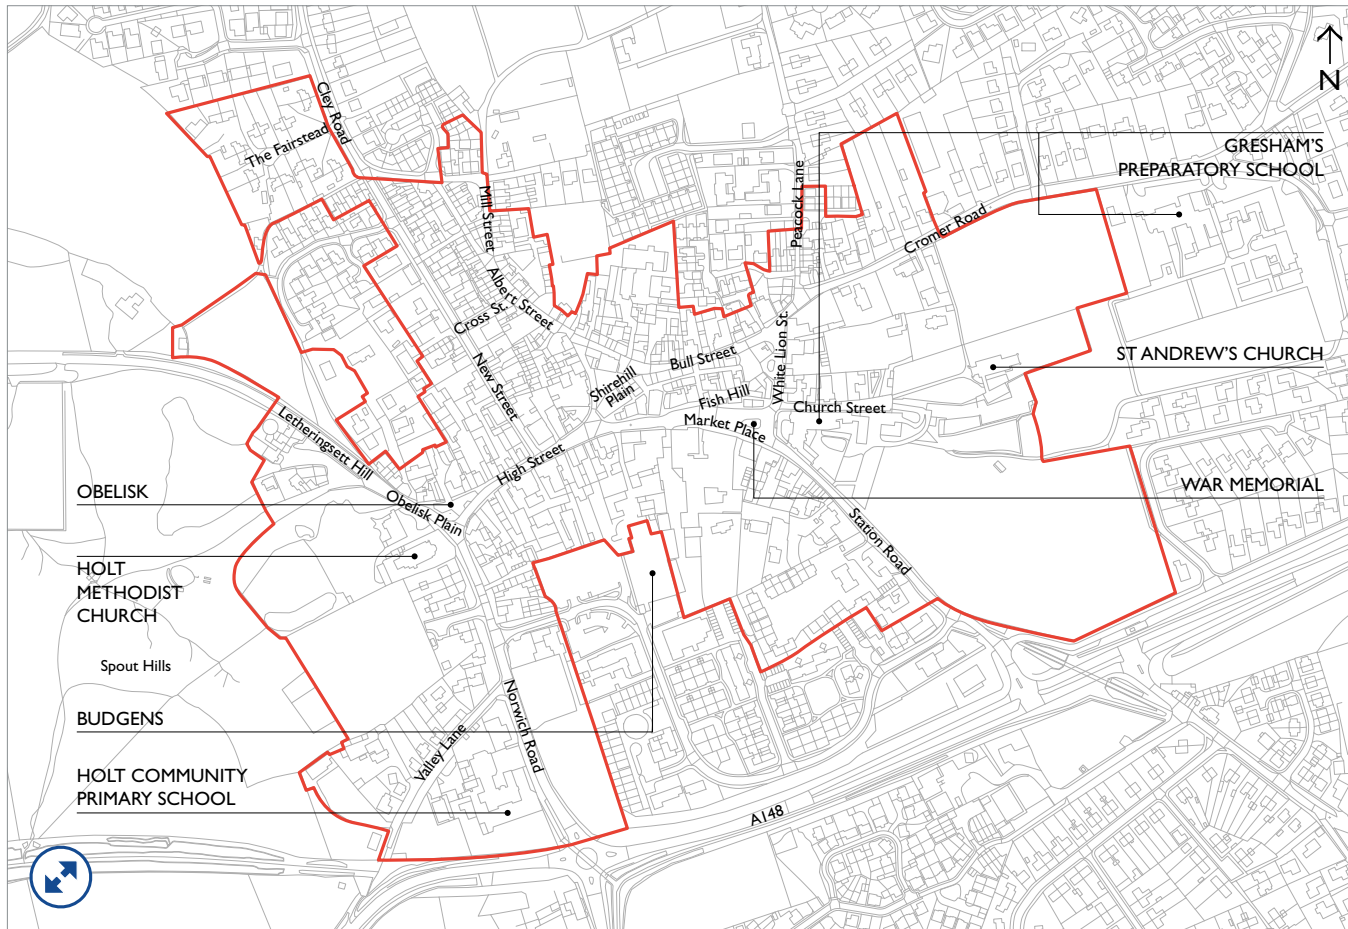 N
Cley Road
The Fairstead
GRESHAM'S
PREPARATORY SCHOOL
Mill Street
Peacock Lane
Cromer Road
Albert Street
Cross St.
New Street
Shirehill
Plain
Bull Street
White Lion St.
ST ANDREW'S CHURCH
Fish Hill
Church Street
Market Place
Letheringsett Hill
High Street
OBELISK
Obelisk Plain
WAR MEMORIAL
Station Road
HOLT
METHODIST
CHURCH
Spout Hills
BUDGENS
Norwich Road
Valley Lane
HOLT COMMUNITY
PRIMARY SCHOOL
A148